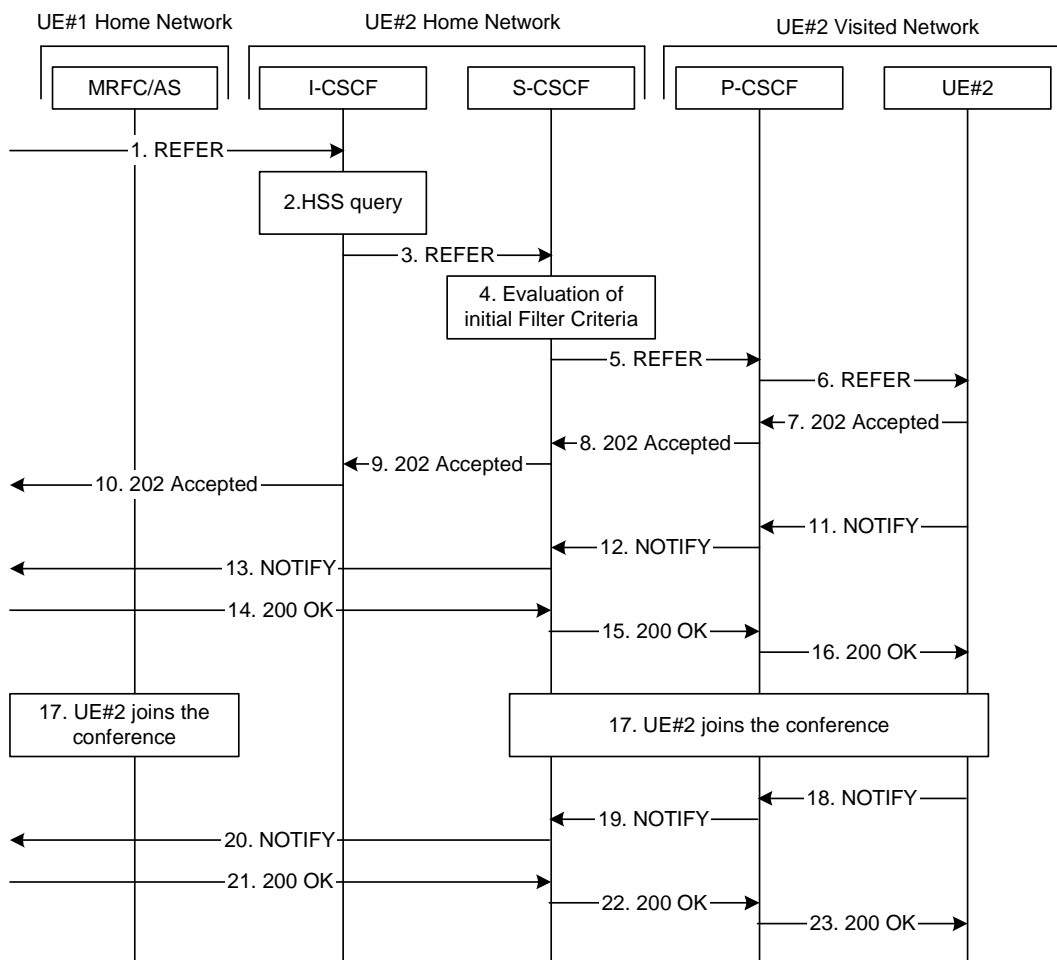 UE#1 Home Network
UE#2 Home Network
UE#2 Visited Network
MRFC/AS
I-CSCF
S-CSCF
P-CSCF
UE#2
1. REFER
2.HSS query
3. REFER
4. Evaluation of
initial Filter Criteria
5. REFER
6. REFER
7. 202 Accepted
8. 202 Accepted
9. 202 Accepted
10. 202 Accepted
11. NOTIFY
12. NOTIFY
13. NOTIFY
14. 200 OK
15. 200 OK
16. 200 OK
17. UE#2 joins the
conference
17. UE#2 joins the conference
18. NOTIFY
19. NOTIFY
20. NOTIFY
21. 200 OK
22. 200 OK
23. 200 OK